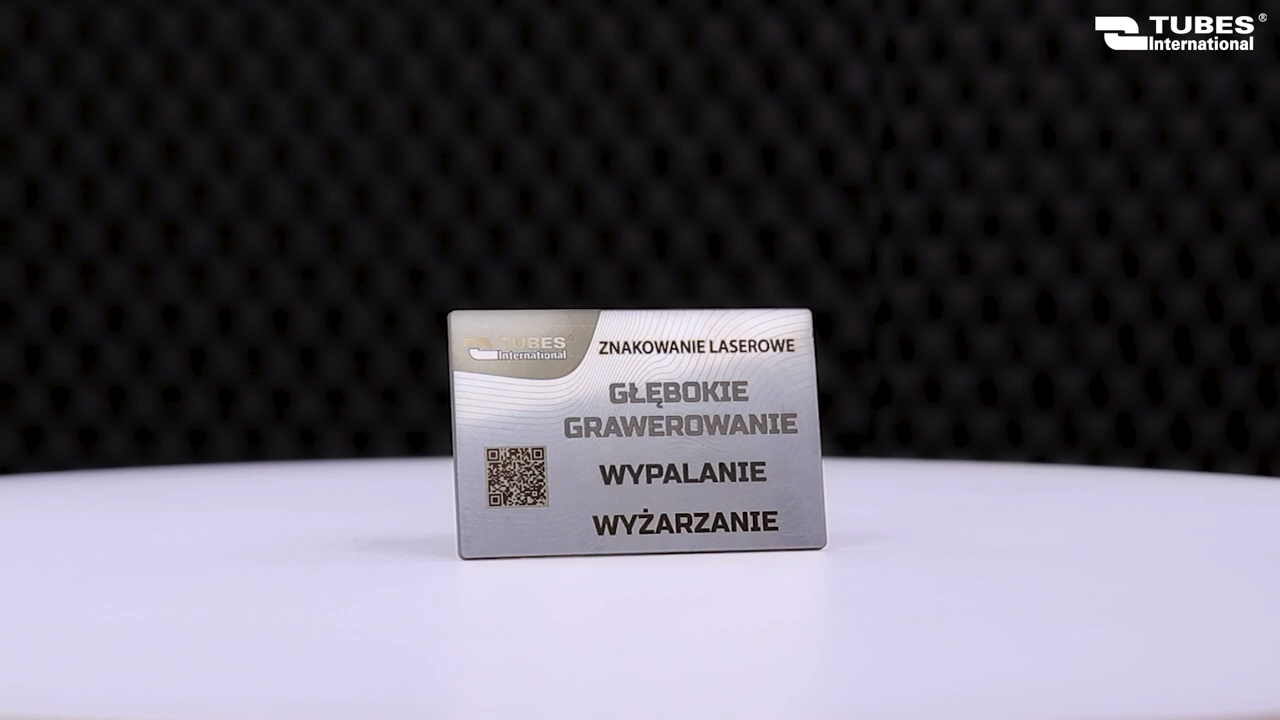 TUBES®
International
TUBES
International
ZNAKOWANIE LASEROWE
GŁĘBOKIE
GRAWEROWANIE
WYPALANIE
WYŻARZANIE